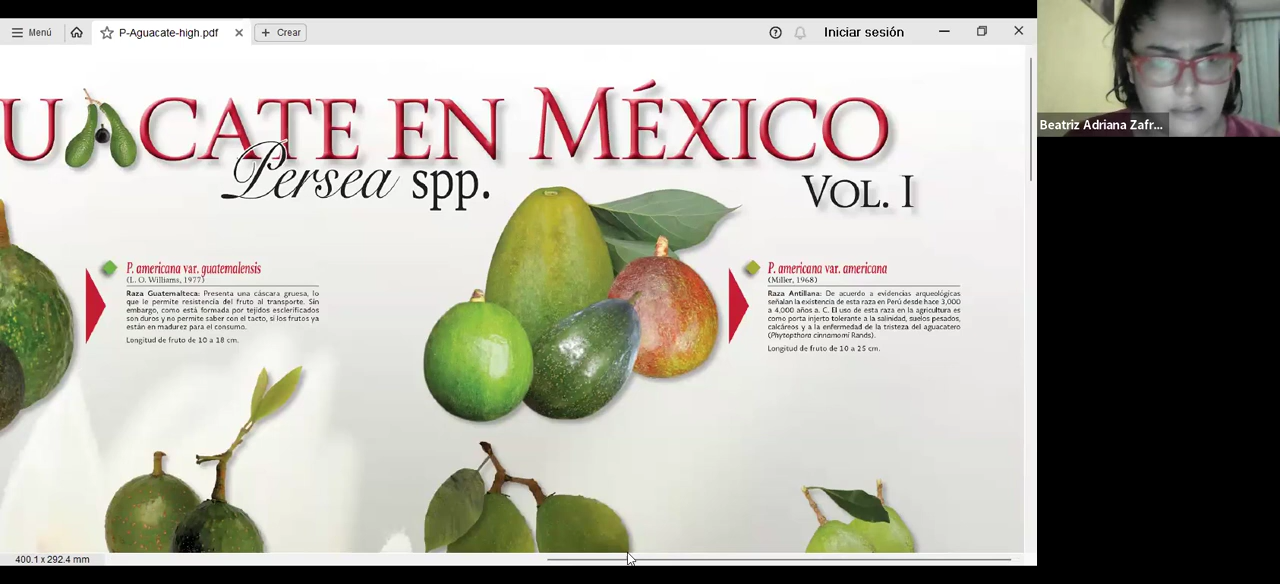 Menú
P-Aguacate-high.pdf
Crear
Iniciar sesión
Beatriz Adriana Zafr...
U CATE EN MÉXICO
Persea spp.
VOL. I
P. americana var. guatemalensis
(L. O. Williams, 1977)
Raza Guatemalteca: Presenta una cáscara gruesa, lo
que le permite resistencia del fruto al transporte. Sin
embargo, como está formada por tejidos esclerificados
son duros y no permite saber con el tacto, si los frutos ya
están en madurez para el consumo.
Longitud de fruto de 10 a 18 cm.
P. americana var. americana
(Miller, 1968)
Raza Antillana: De acuerdo a evidencias arqueológicas
señalan la existencia de esta raza en Perú desde hace 3,000
a 4,000 años a. C. El uso de esta raza en la agricultura es
como porta injerto tolerante a la salinidad, suelos pesados,
calcáreos y a la enfermedad de la tristeza del aguacatero
(Phytopthora cinnamomi Rands).
Longitud de fruto de 10 a 25 cm.
400.1 x 292.4 mm